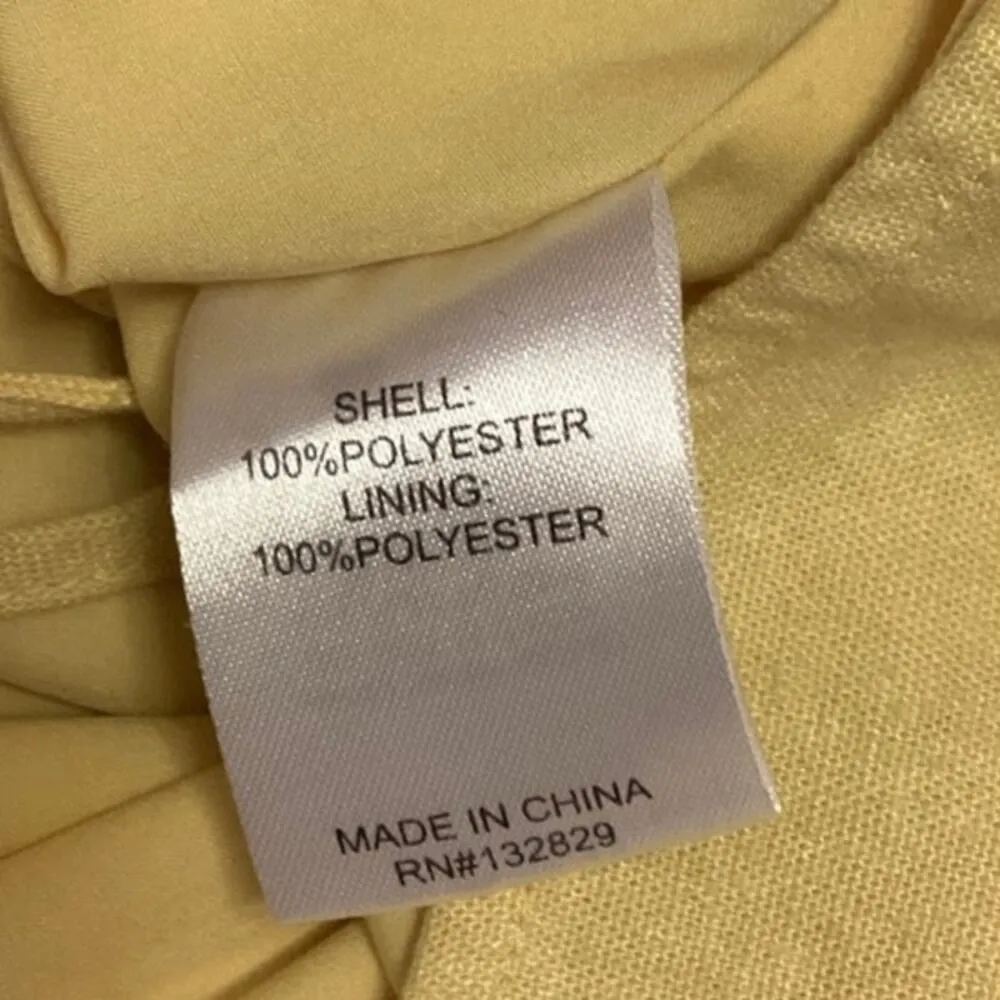 SHELL:
100%POLYESTER
LINING:
100%POLYESTER
MADE IN CHINA
RN#132829